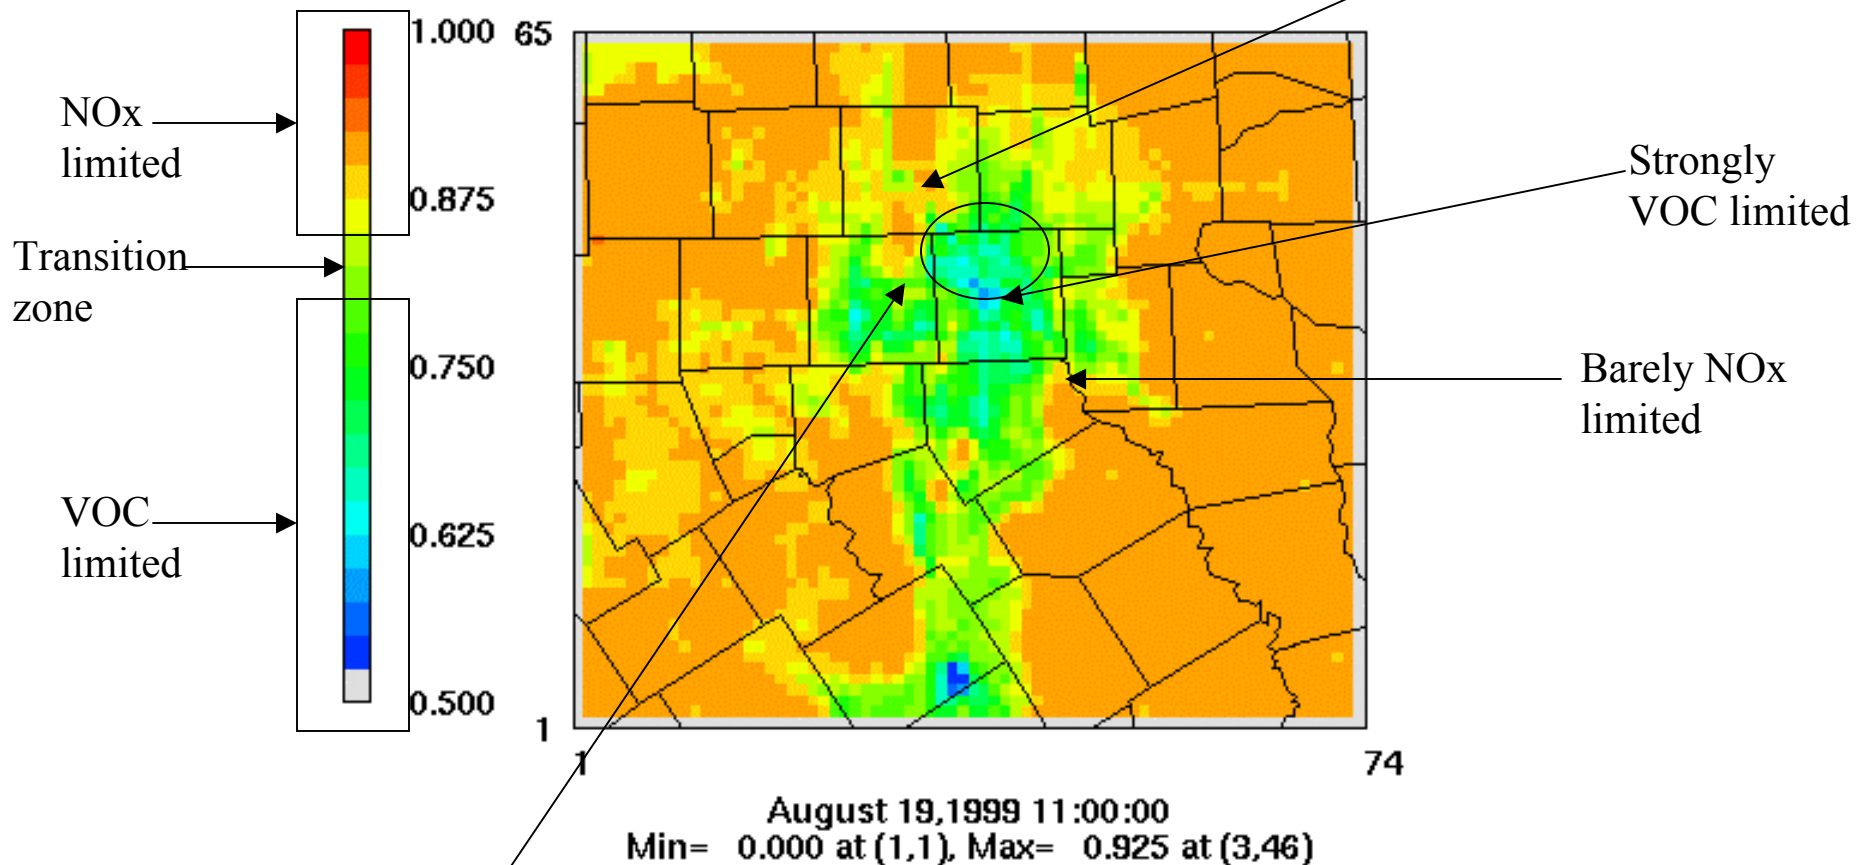 1.000
65
NOx
limited
0.875
Transition
zone
0.750
VOC
limited
0.625
0.500
1
1
74
Strongly
VOC limited
Barely NOx
limited
August 19,1999 11:00:00
Min= 0.000 at (1,1), Max= 0.925 at (3,46)